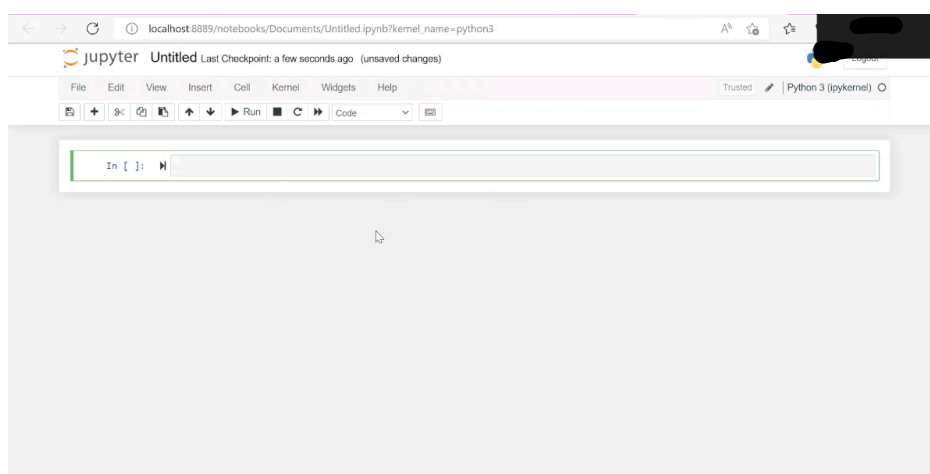 localhost:8889/notebooks/Documents/Untitled.ipynb?kernel_name=python3
jupyter Untitled Last Checkpoint: a few seconds ago (unsaved changes)
File Edit View Insert Cell Kernel Widgets Help Trusted Python 3 (ipykernel)
Run Code
In [ ]: